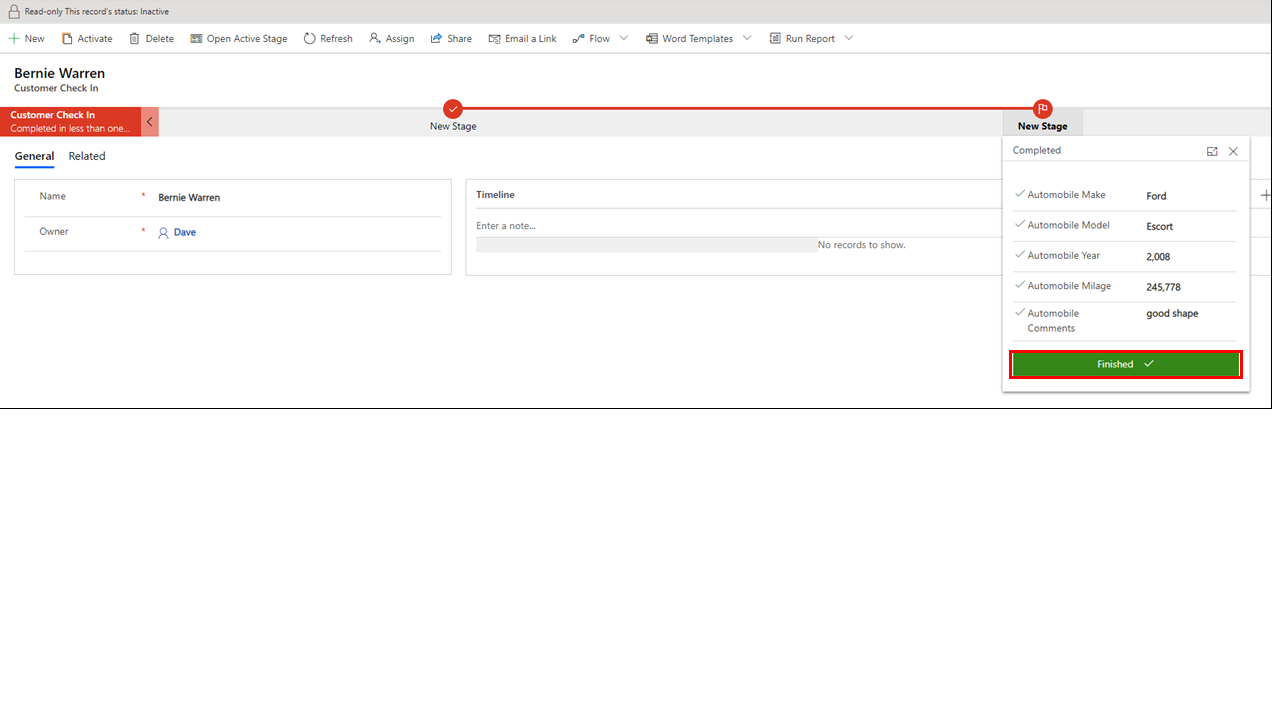 Read-only This record's status: Inactive
New Activate Delete Open Active Stage Refresh Assign Share Email a Link Flow Word Templates Run Report
Bernie Warren
Customer Check In
Customer Check In
Completed in less than one...
New Stage
New Stage
General Related
Name * Bernie Warren
Owner * Dave
Timeline
Enter a note...
No records to show.
Completed
Automobile Make Ford
Automobile Model Escort
Automobile Year 2,008
Automobile Milage 245,778
Automobile Comments good shape
Finished